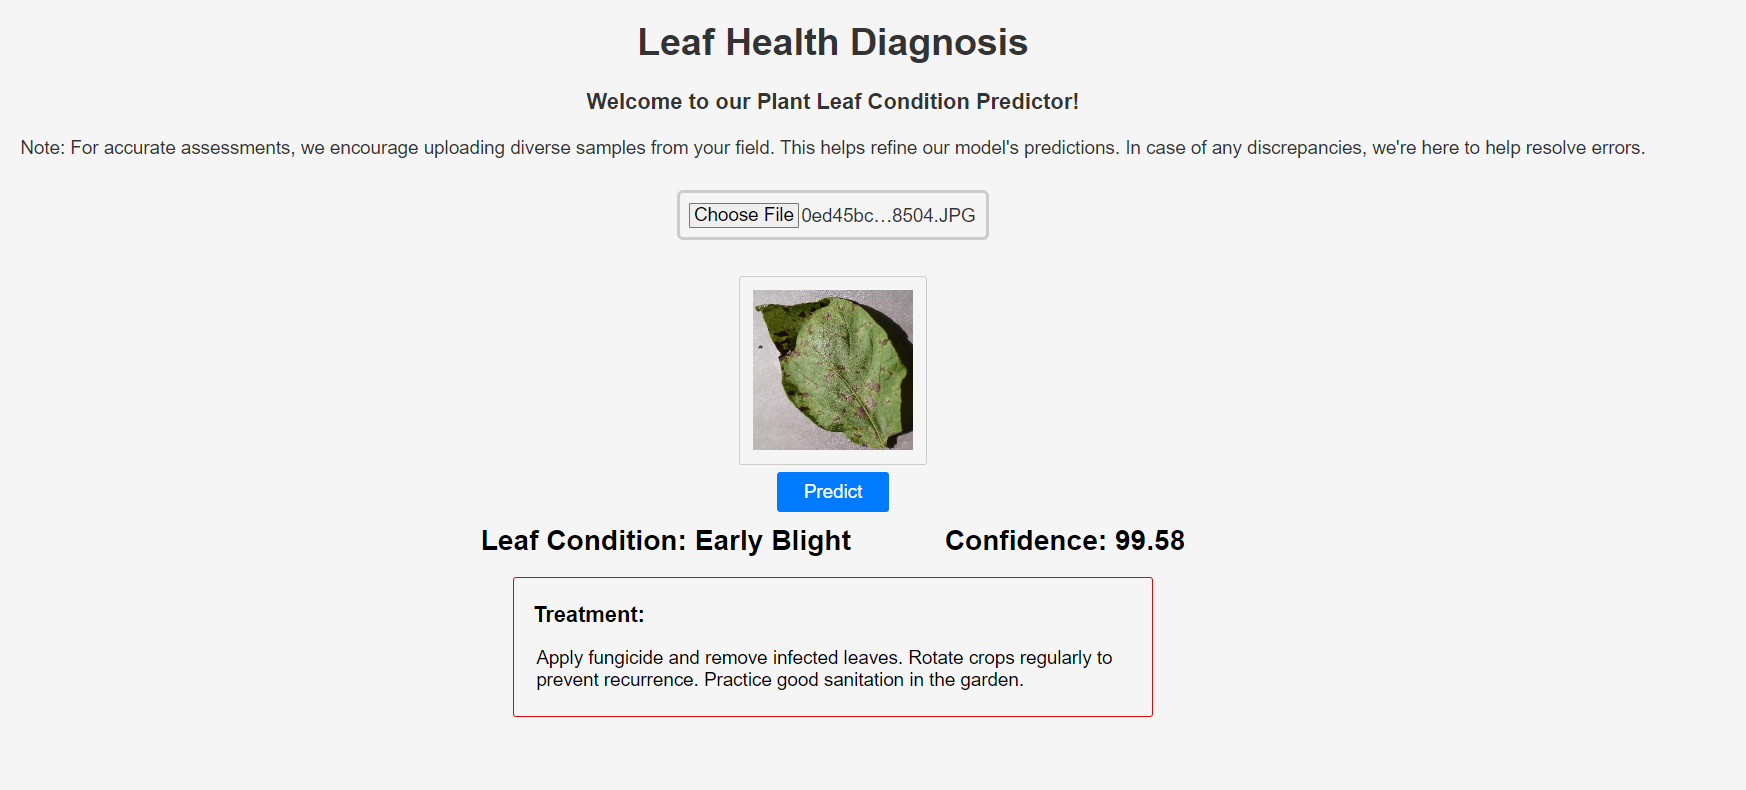 Leaf Health Diagnosis
Welcome to our Plant Leaf Condition Predictor!
Note: For accurate assessments, we encourage uploading diverse samples from your field. This helps refine our model's predictions. In case of any discrepancies, we're here to help resolve errors.
Choose File 0ed45bc...8504.JPG
Predict
Leaf Condition: Early Blight Confidence: 99.58
Treatment:
Apply fungicide and remove infected leaves. Rotate crops regularly to
prevent recurrence. Practice good sanitation in the garden.